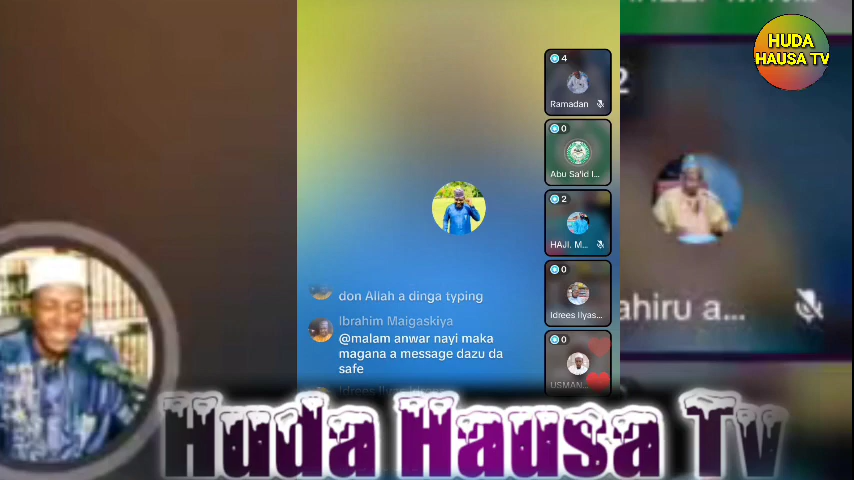 HUDA
HAUSA TV
4
Ramadan
0
Abu Sa'id I...
2
HAJI. M...
0
Idrees Ilyas...
0
USMAN...
don Allah a dinga typing
Ibrahim Maigaskiya
@malam anwar nayi maka
magana a message dazu da
safe
2
ahiru a...
Huda Hausa Tv